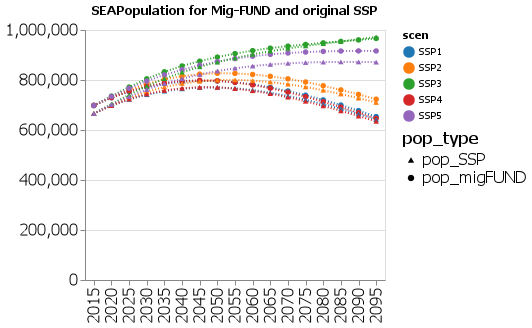 SEAPopulation for Mig-FUND and original SSP
1,000,000
800,000
600,000
400,000
200,000
0
2015
2020
2025
2030
2035
2040
2045
2050
2055
2060
2065
2070
2075
2080
2085
2090
2095
scen
SSP1
SSP2
SSP3
SSP4
SSP5
pop_type
pop_SSP
pop_migFUND